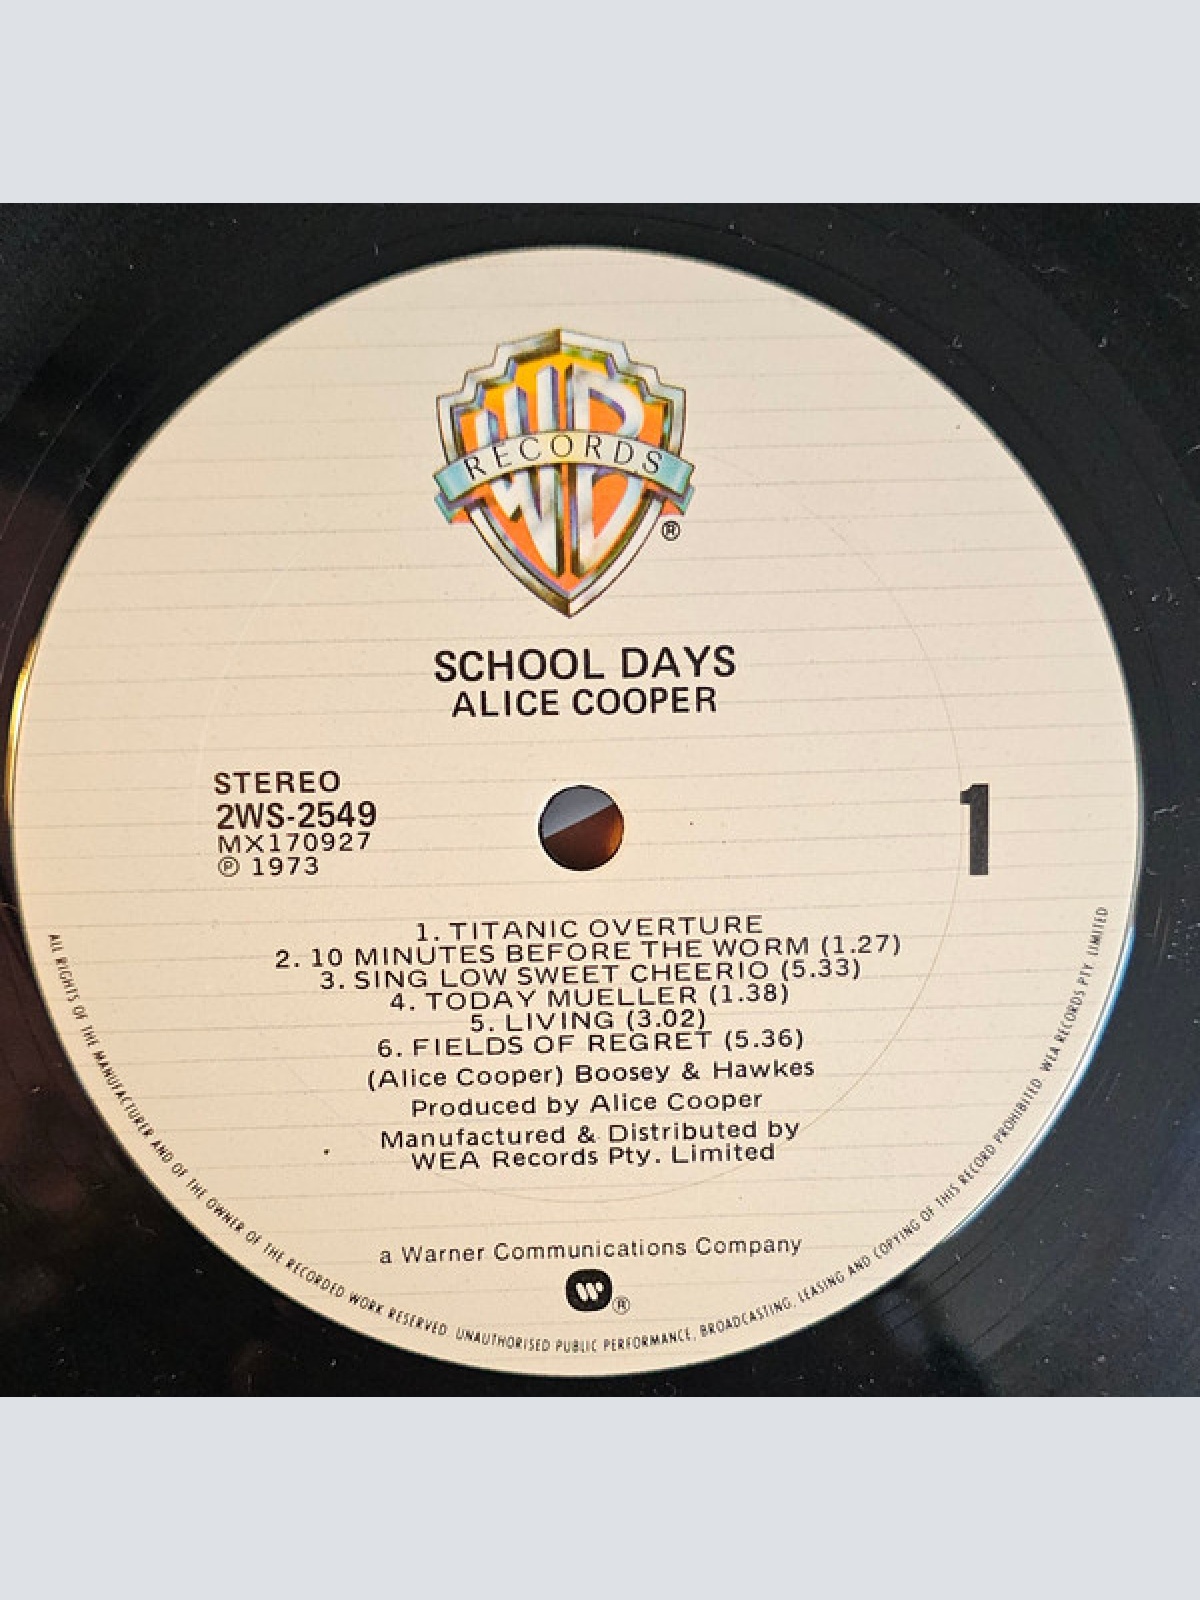 WB
RECORDS
®
SCHOOL DAYS
ALICE COOPER
STEREO
2WS-2549
MX170927
℗ 1973
1
1. TITANIC OVERTURE
2. 10 MINUTES BEFORE THE WORM (1.27)
3. SING LOW SWEET CHEERIO (5.33)
4. TODAY MUELLER (1.38)
5. LIVING (3.02)
6. FIELDS OF REGRET (5.36)
(Alice Cooper) Boosey & Hawkes
Produced by Alice Cooper
Manufactured & Distributed by
WEA Records Pty. Limited
a Warner Communications Company
W ®
ALL RIGHTS OF THE MANUFACTURER AND OF THE OWNER OF THE RECORDED WORK RESERVED. UNAUTHORISED PUBLIC PERFORMANCE, BROADCASTING, LEASING AND COPYING OF THIS RECORD PROHIBITED. WEA RECORDS PTY. LIMITED